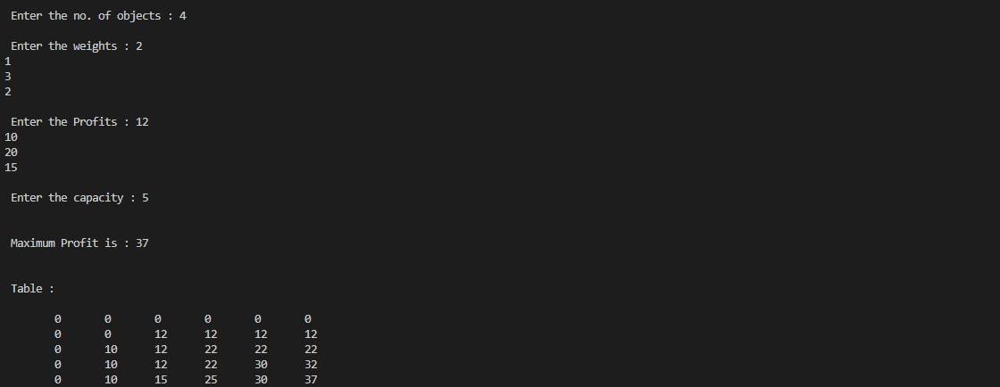 Enter the no. of objects : 4
Enter the weights : 2
1
3
2
Enter the Profits : 12
10
20
15
Enter the capacity : 5
Maximum Profit is : 37
Table :
0 0 0 0 0 0
0 0 12 12 12 12
0 10 12 22 22 22
0 10 12 22 30 32
0 10 15 25 30 37